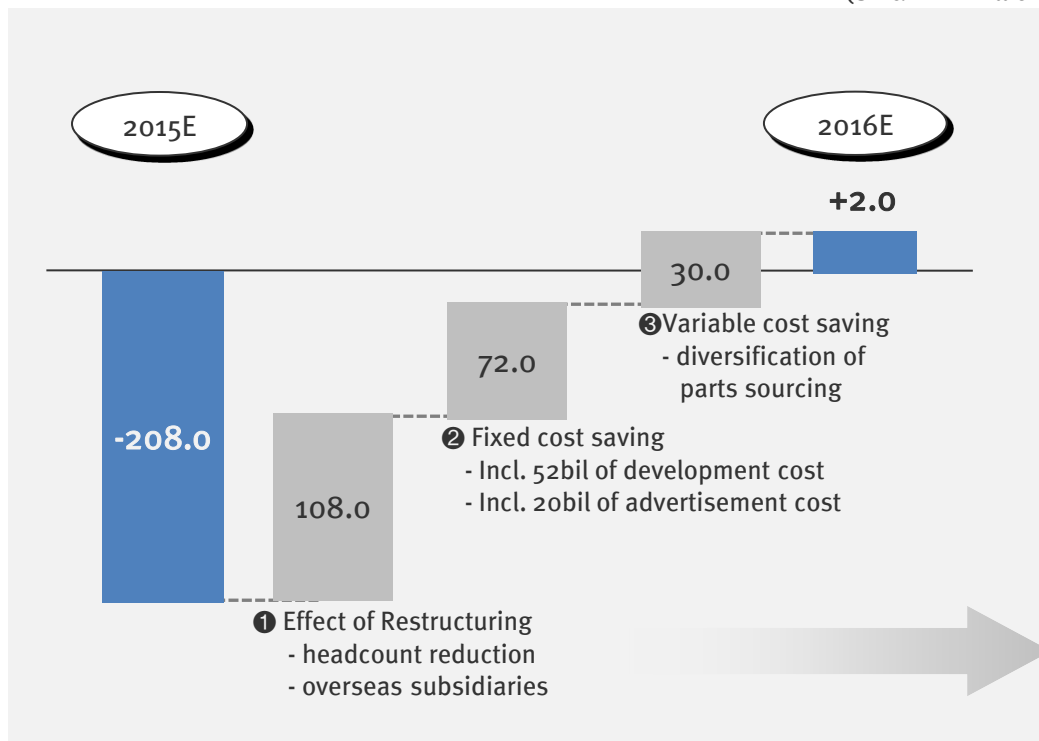 2015E
2016E
+2.0
30.0
❸Variable cost saving
- diversification of
parts sourcing
72.0
-208.0
❷ Fixed cost saving
- Incl. 52bil of development cost
- Incl. 20bil of advertisement cost
108.0
❶ Effect of Restructuring
- headcount reduction
- overseas subsidiaries